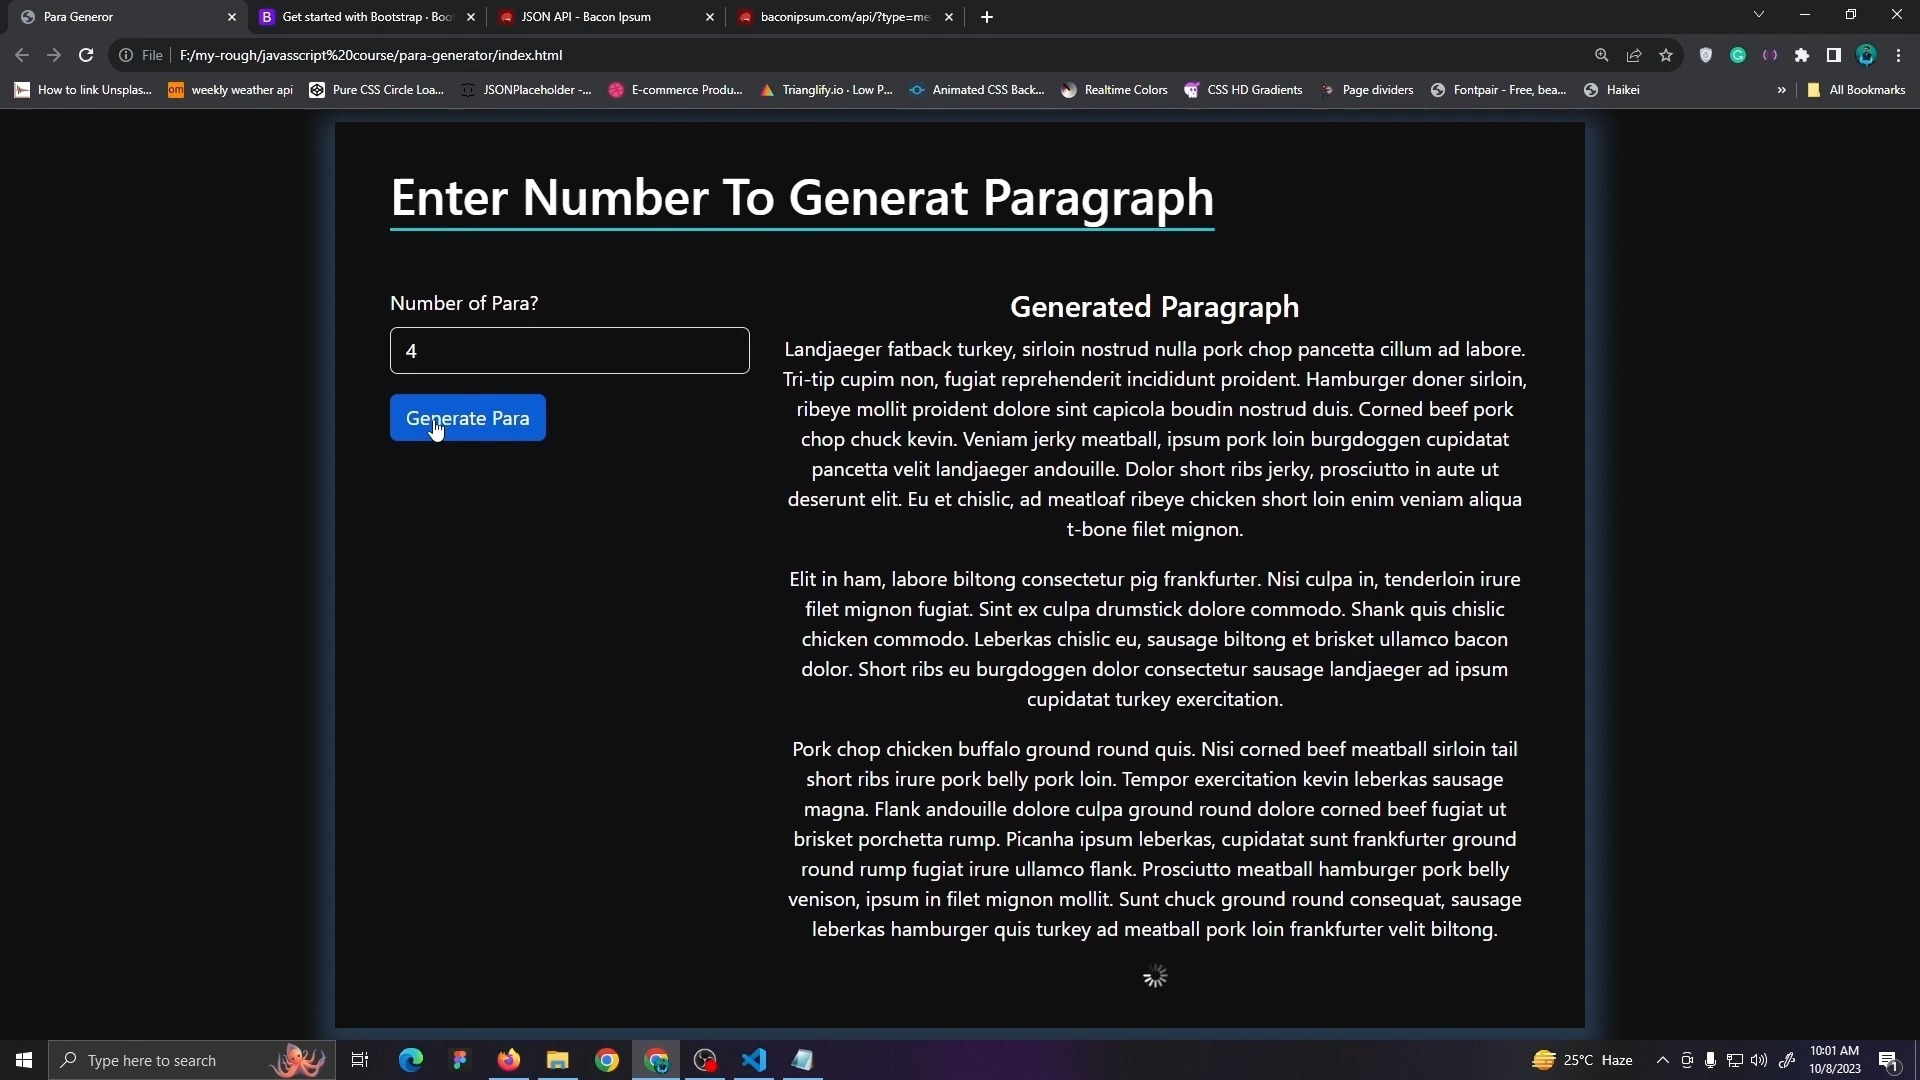 Para Generor
Get started with Bootstrap · Boo
JSON API - Bacon Ipsum
baconipsum.com/api/?type=me
File
F:/my-rough/javasscript%20course/para-generator/index.html
How to link Unsplas...
weekly weather api
Pure CSS Circle Loa...
JSONPlaceholder -...
E-commerce Produ...
Trianglify.io · Low P...
Animated CSS Back...
Realtime Colors
CSS HD Gradients
Page dividers
Fontpair - Free, bea...
Haikei
»
All Bookmarks
Enter Number To Generat Paragraph
Number of Para?
4
Generate Para
Generated Paragraph
Landjaeger fatback turkey, sirloin nostrud nulla pork chop pancetta cillum ad labore.
Tri-tip cupim non, fugiat reprehenderit incididunt proident. Hamburger doner sirloin,
ribeye mollit proident dolore sint capicola boudin nostrud duis. Corned beef pork
chop chuck kevin. Veniam jerky meatball, ipsum pork loin burgdoggen cupidatat
pancetta velit landjaeger andouille. Dolor short ribs jerky, prosciutto in aute ut
deserunt elit. Eu et chislic, ad meatloaf ribeye chicken short loin enim veniam aliqua
t-bone filet mignon.
Elit in ham, labore biltong consectetur pig frankfurter. Nisi culpa in, tenderloin irure
filet mignon fugiat. Sint ex culpa drumstick dolore commodo. Shank quis chislic
chicken commodo. Leberkas chislic eu, sausage biltong et brisket ullamco bacon
dolor. Short ribs eu burgdoggen dolor consectetur sausage landjaeger ad ipsum
cupidatat turkey exercitation.
Pork chop chicken buffalo ground round quis. Nisi corned beef meatball sirloin tail
short ribs irure pork belly pork loin. Tempor exercitation kevin leberkas sausage
magna. Flank andouille dolore culpa ground round dolore corned beef fugiat ut
brisket porchetta rump. Picanha ipsum leberkas, cupidatat sunt frankfurter ground
round rump fugiat irure ullamco flank. Prosciutto meatball hamburger pork belly
venison, ipsum in filet mignon mollit. Sunt chuck ground round consequat, sausage
leberkas hamburger quis turkey ad meatball pork loin frankfurter velit biltong.
Type here to search
25°C Haze
10:01 AM
10/8/2023
1